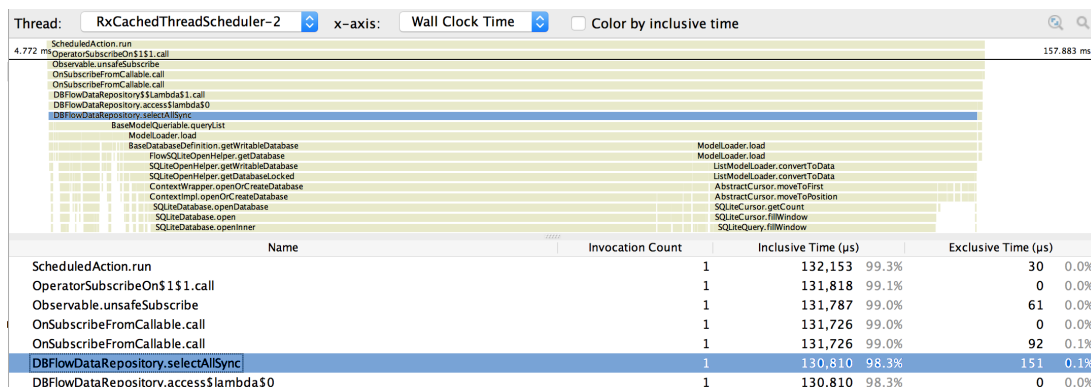 Thread: RxCachedThreadScheduler-2 x-axis: Wall Clock Time Color by inclusive time
ScheduledAction.run
4.772 ms OperatorSubscribeOn$1$1.call 157.883 ms
Observable.unsafeSubscribe
OnSubscribeFromCallable.call
OnSubscribeFromCallable.call
DBFlowDataRepository$$Lambda$1.call
DBFlowDataRepository.access$lambda$0
DBFlowDataRepository.selectAllSync
BaseModelQueriable.queryList
ModelLoader.load
BaseDatabaseDefinition.getWritableDatabase ModelLoader.load
FlowSQLiteOpenHelper.getDatabase ModelLoader.load
SQLiteOpenHelper.getWritableDatabase ListModelLoader.convertToData
SQLiteOpenHelper.getDatabaseLocked ListModelLoader.convertToData
ContextWrapper.openOrCreateDatabase AbstractCursor.moveToFirst
ContextImpl.openOrCreateDatabase AbstractCursor.moveToPosition
SQLiteDatabase.openDatabase SQLiteCursor.getCount
SQLiteDatabase.open SQLiteCursor.fillWindow
SQLiteDatabase.openInner SQLiteQuery.fillWindow
Name Invocation Count Inclusive Time (μs) Exclusive Time (μs)
ScheduledAction.run 1 132,153 99.3% 30 0.0%
OperatorSubscribeOn$1$1.call 1 131,818 99.1% 0 0.0%
Observable.unsafeSubscribe 1 131,787 99.0% 61 0.0%
OnSubscribeFromCallable.call 1 131,726 99.0% 0 0.0%
OnSubscribeFromCallable.call 1 131,726 99.0% 92 0.1%
DBFlowDataRepository.selectAllSync 1 130,810 98.3% 151 0.1%
DBFlowDataRepository.access$lambda$0 1 130,810 98.3% 0 0.0%